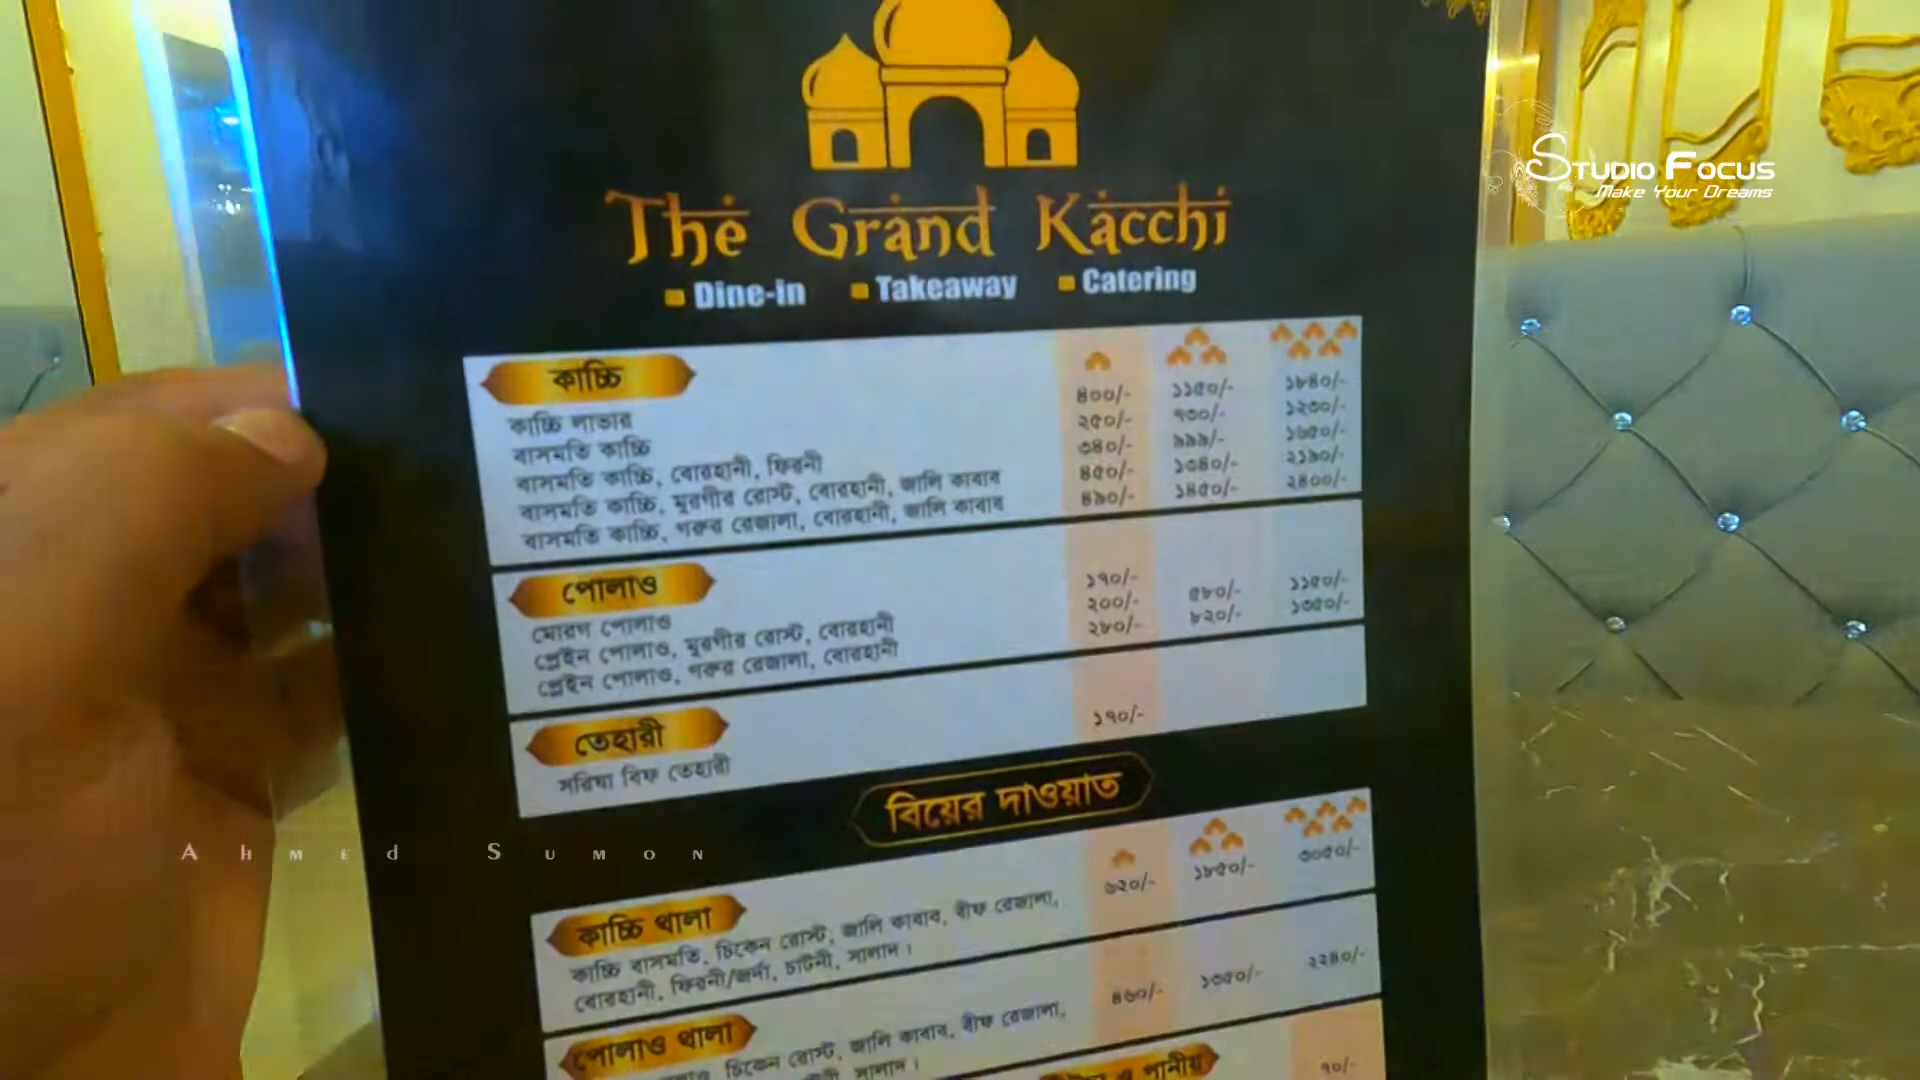 The Grand Kacchi
Dine-in Takeaway Catering
STUDIO FOCUS
Make Your Dreams
কাচ্চি
কাচ্চি লাভার ৪০০/- ১১৫০/- ১৮৪০/-
বাসমতি কাচ্চি ২৫০/- ৭৩০/- ১২৩০/-
বাসমতি কাচ্চি, বোরহানী, ফিরনী ৩৪০/- ৯৯৯/- ১৬৫০/-
বাসমতি কাচ্চি, মুরগীর রোস্ট, বোরহানী, জালি কাবাব ৪৫০/- ১৩৪০/- ২১৯০/-
বাসমতি কাচ্চি, গরুর রেজালা, বোরহানী, জালি কাবাব ৪৯০/- ১৪৫০/- ২৪০০/-
পোলাও
মোরগ পোলাও ১৭০/-
প্লেইন পোলাও, মুরগীর রোস্ট, বোরহানী ২০০/- ৫৮০/- ১১৫০/-
প্লেইন পোলাও, গরুর রেজালা, বোরহানী ২৮০/- ৮২০/- ১৩৫০/-
তেহারী
সরিষা বিফ তেহারী ১৭০/-
বিয়ের দাওয়াত
AHMED SUMON
কাচ্চি থালা ৬২০/- ১৮৫০/- ৩০৫০/-
কাচ্চি বাসমতি, চিকেন রোস্ট, জালি কাবাব, বীফ রেজালা,
বোরহানী, ফিরনী/জর্দা, চাটনী, সালাদ।
পোলাও থালা ৪৬০/- ১৩৫০/- ২২৪০/-
চিকেন রোস্ট, জালি কাবাব, বীফ রেজালা,
চাটনী, সালাদ।
ও পানীয় ৭০/-